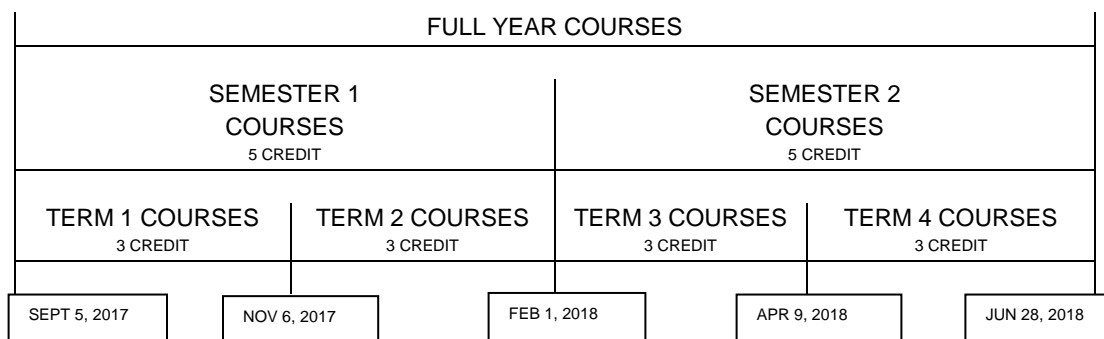 FULL YEAR COURSES
SEMESTER 1
COURSES
5 CREDIT
SEMESTER 2
COURSES
5 CREDIT
TERM 1 COURSES
3 CREDIT
TERM 2 COURSES
3 CREDIT
TERM 3 COURSES
3 CREDIT
TERM 4 COURSES
3 CREDIT
SEPT 5, 2017
NOV 6, 2017
FEB 1, 2018
APR 9, 2018
JUN 28, 2018